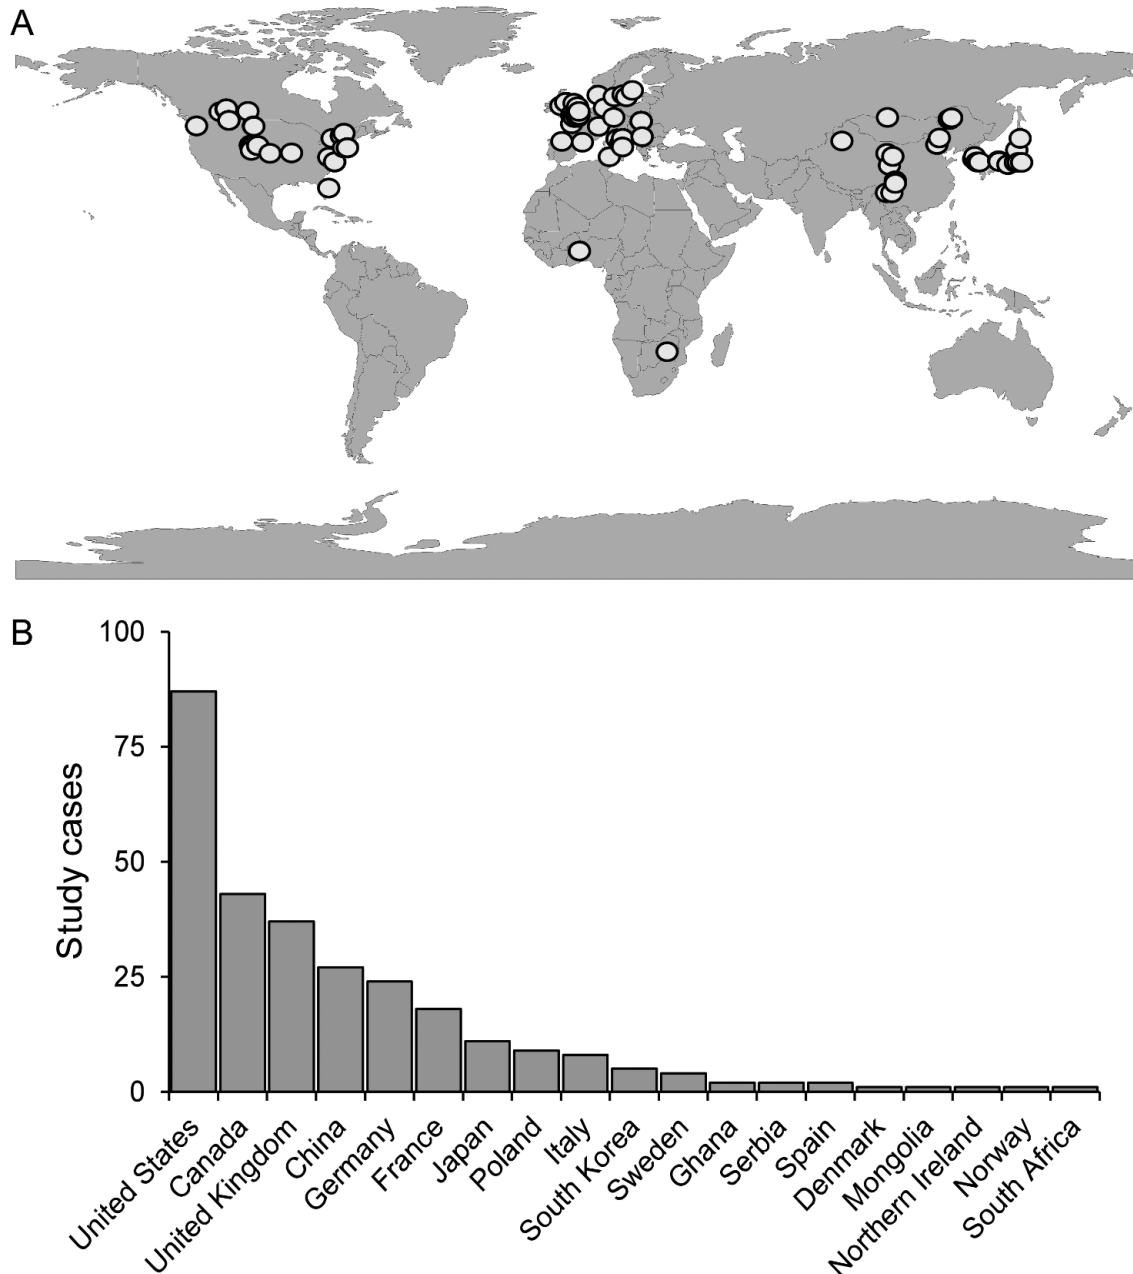 A
B
100
75
50
25
0
Study cases
United States
Canada
United Kingdom
China
Germany
France
Japan
Poland
Italy
South Korea
Sweden
Ghana
Serbia
Spain
Denmark
Mongolia
Northern Ireland
Norway
South Africa